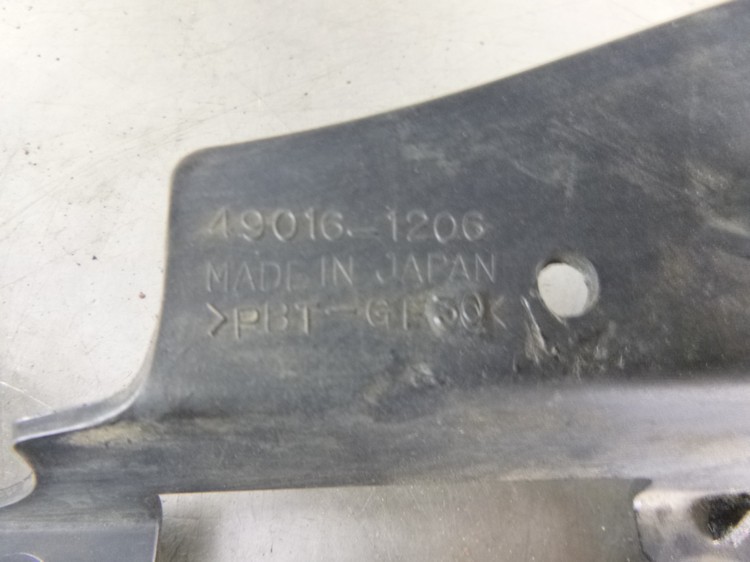 49016-1206
MADE IN JAPAN
>PBT-GF30<